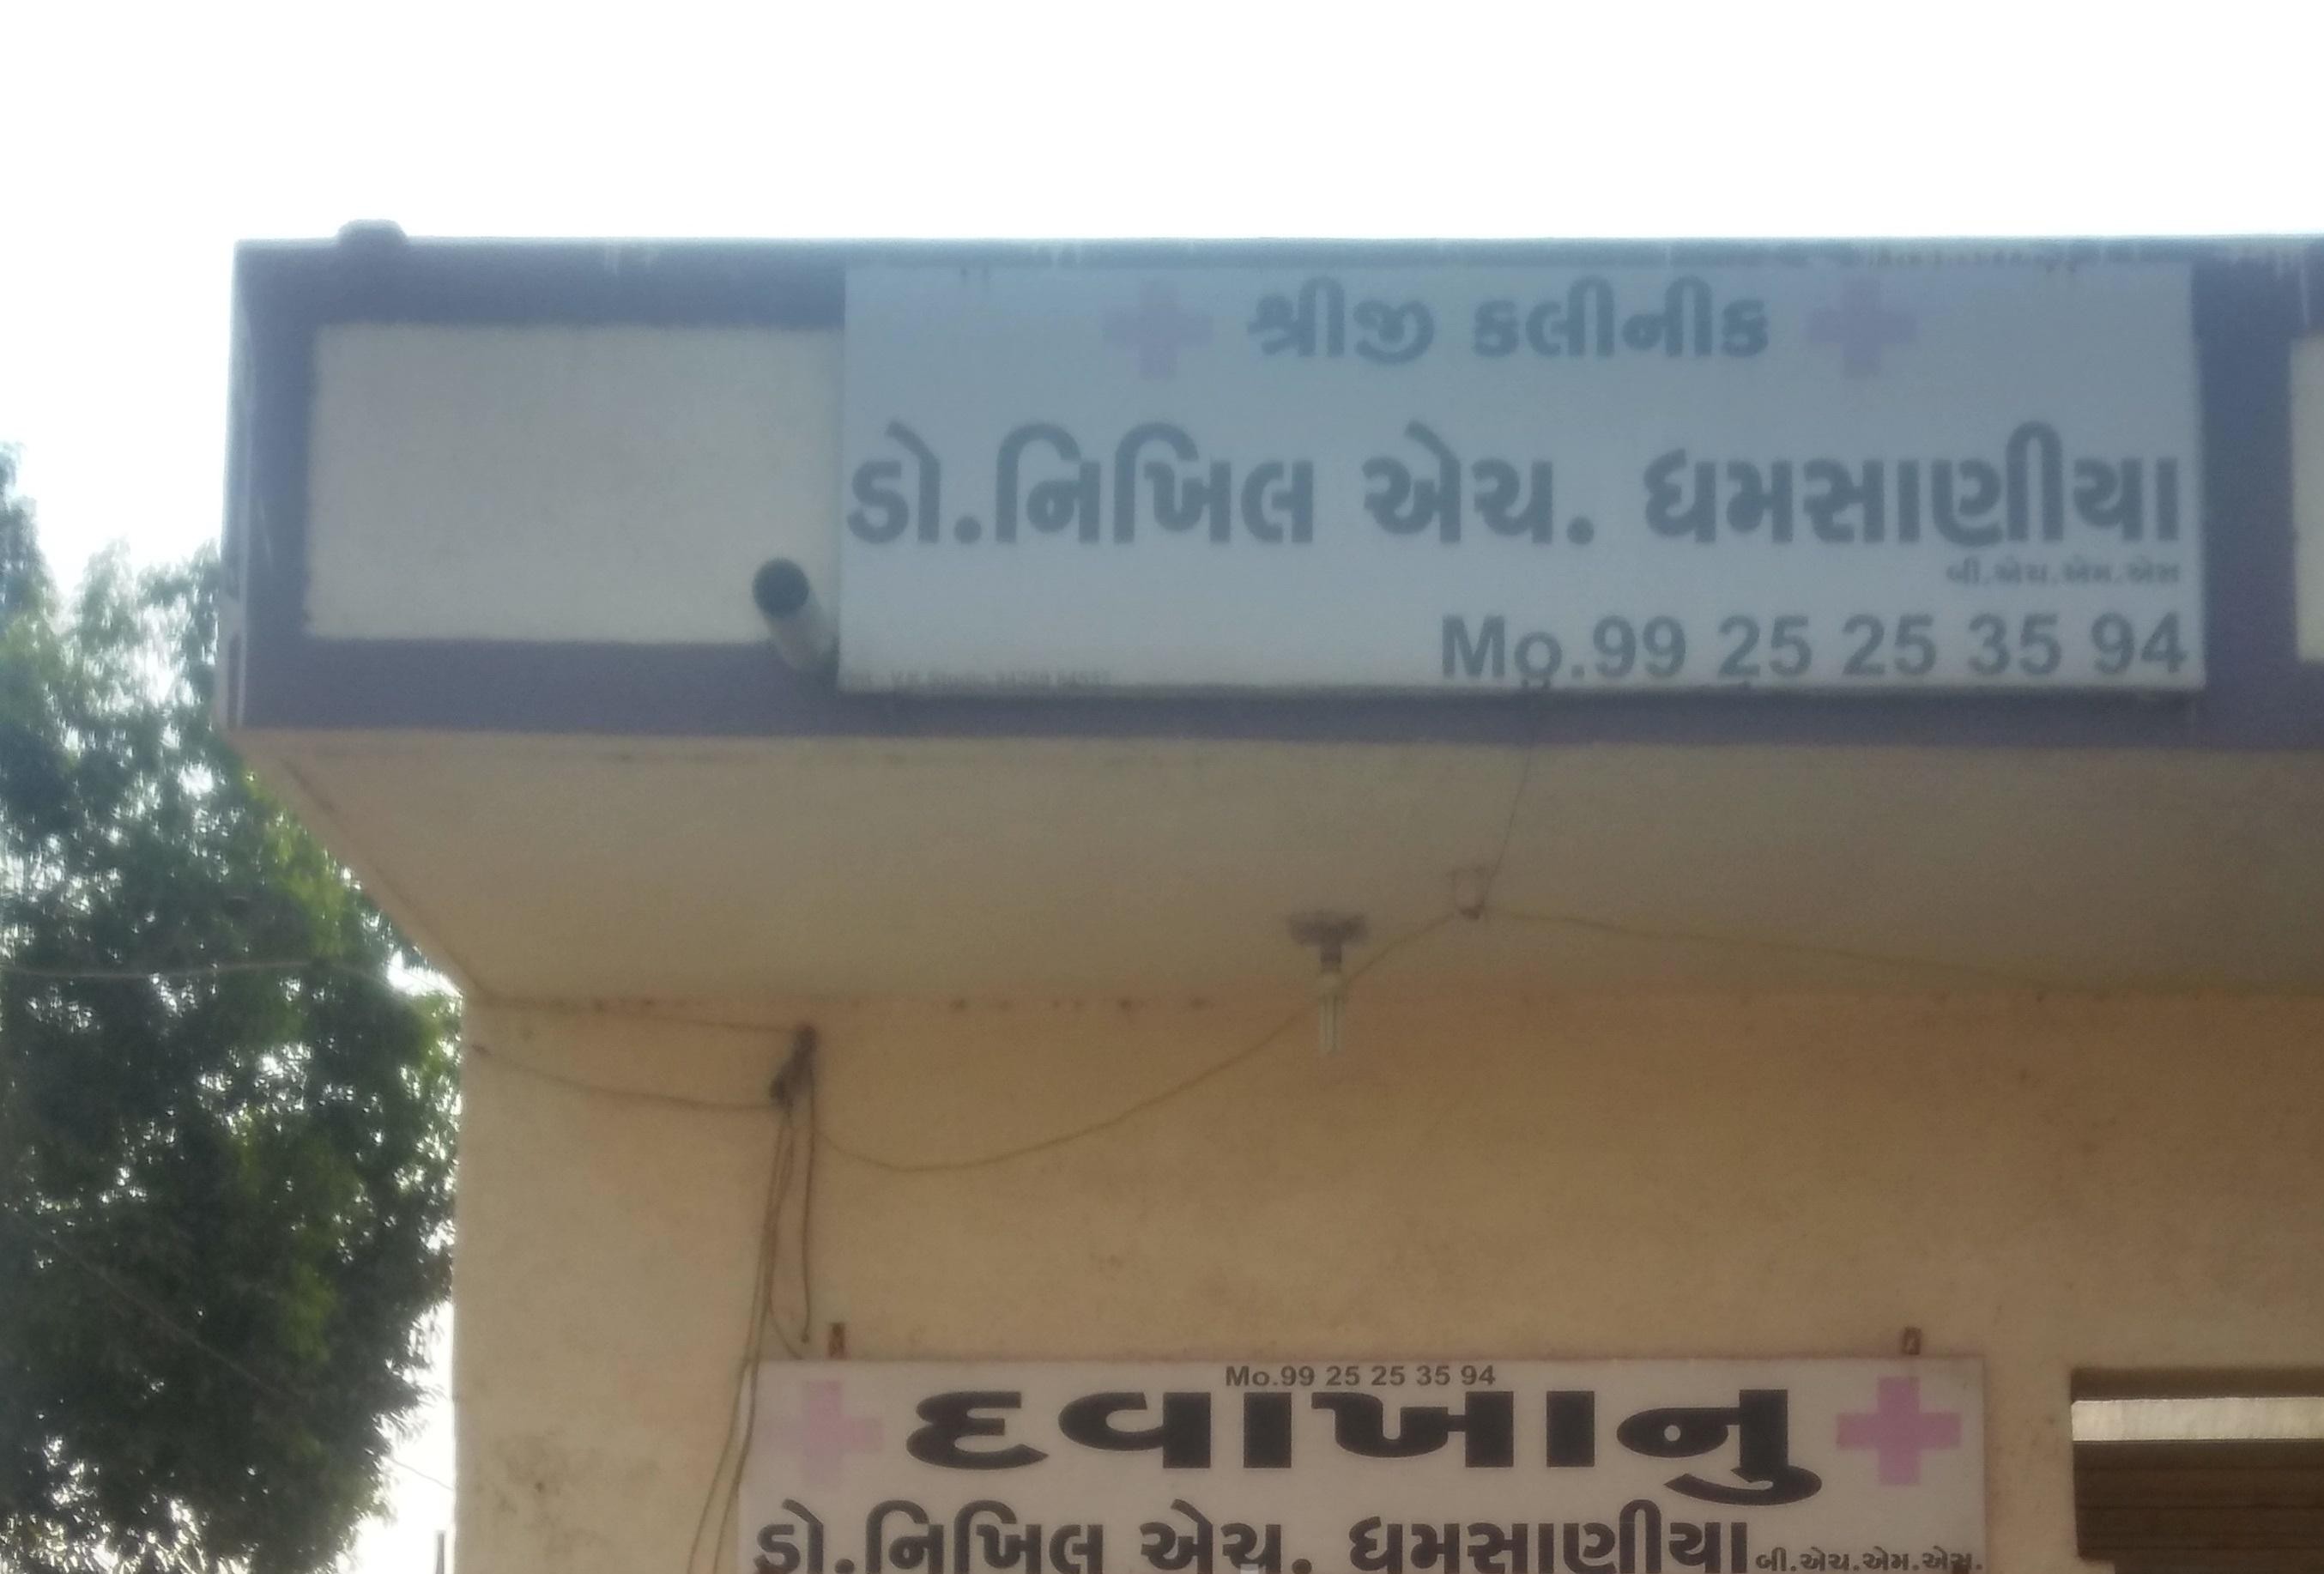 શ્રીજી કલીનીક
ડો.નિખિલ એચ. ધમસાણીયા
બી.એચ.એમ.એસ
Mo.99 25 25 35 94
Mo.99 25 25 35 94
દવાખાનુ
ડો.નિખિલ એચ. ધમસાણીયા બી.એચ.એમ.એસ.